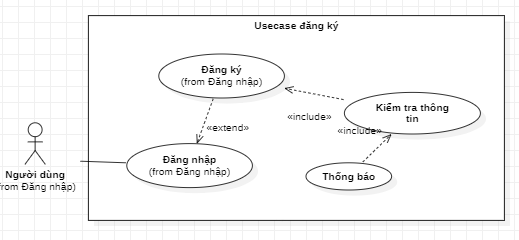 Usecase đăng ký
Đăng ký
(from Đăng nhập)
Kiểm tra thông
tin
«include»
«extend»
«include»
Đăng nhập
(from Đăng nhập)
Thống báo
Người dùng
from Đăng nhập)